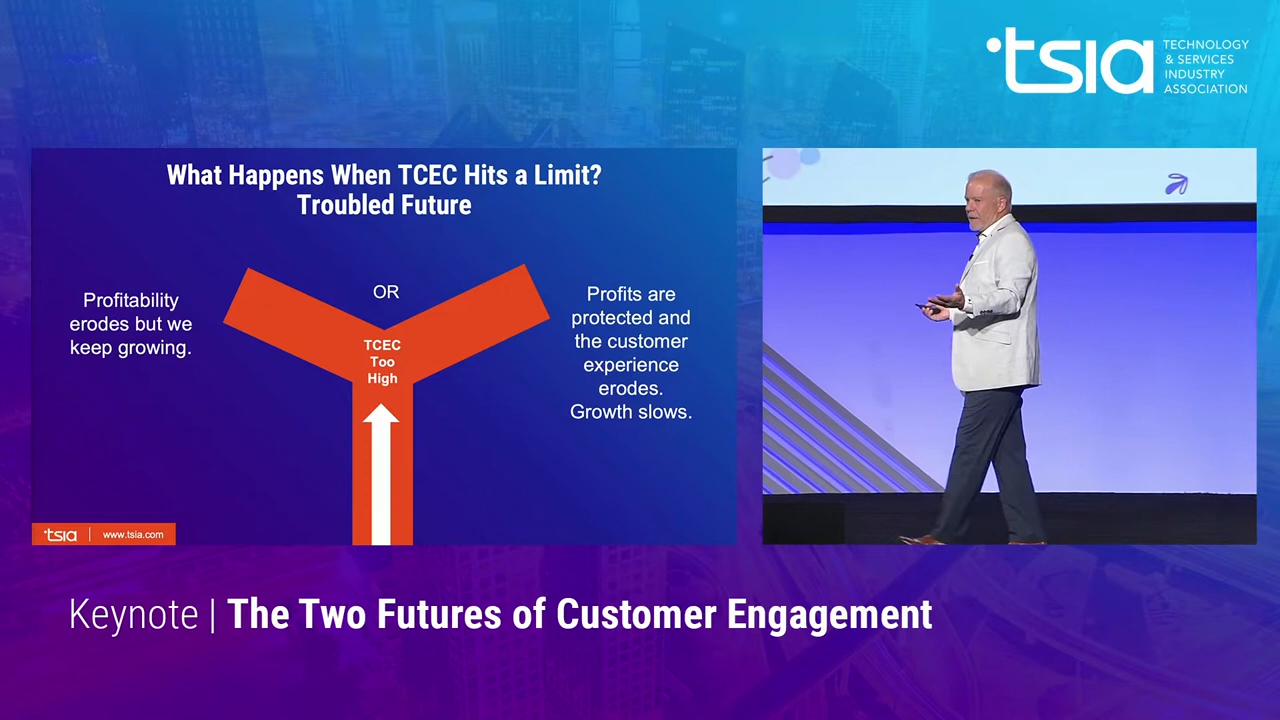 tsia
TECHNOLOGY
& SERVICES
INDUSTRY
ASSOCIATION
What Happens When TCEC Hits a Limit?
Troubled Future
Profitability
erodes but we
keep growing.
OR
TCEC
Too
High
Profits are
protected and
the customer
experience
erodes.
Growth slows.
tsia | www.tsia.com
Keynote | The Two Futures of Customer Engagement